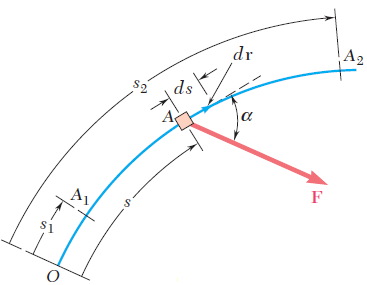 dr
A₂
s₂
ds
A
α
A₁
s
F
s₁
O